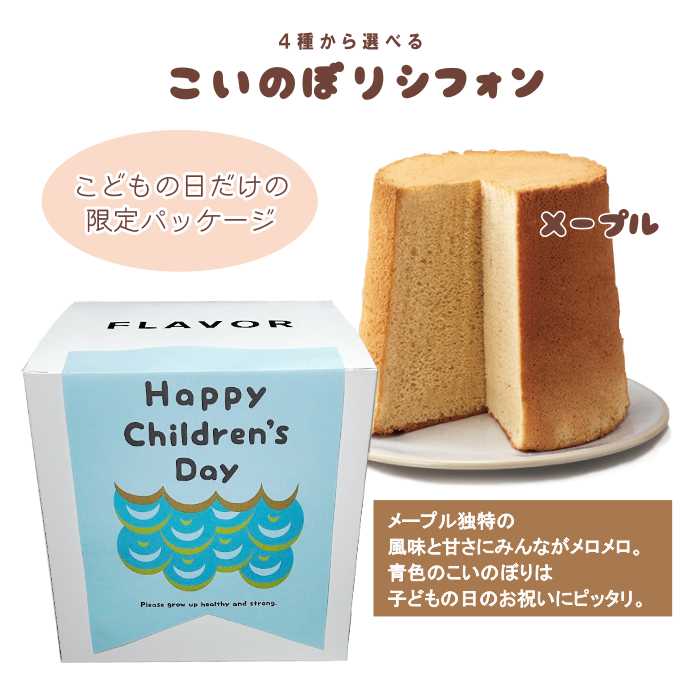 4種から選べる
こいのぼりシフォン
こどもの日だけの
限定パッケージ
メープル
FLAVOR
Happy
Children's
Day
Please grow up healthy and strong.
メープル独特の
風味と甘さにみんながメロメロ。
青色のこいのぼりは
子どもの日のお祝いにピッタリ。